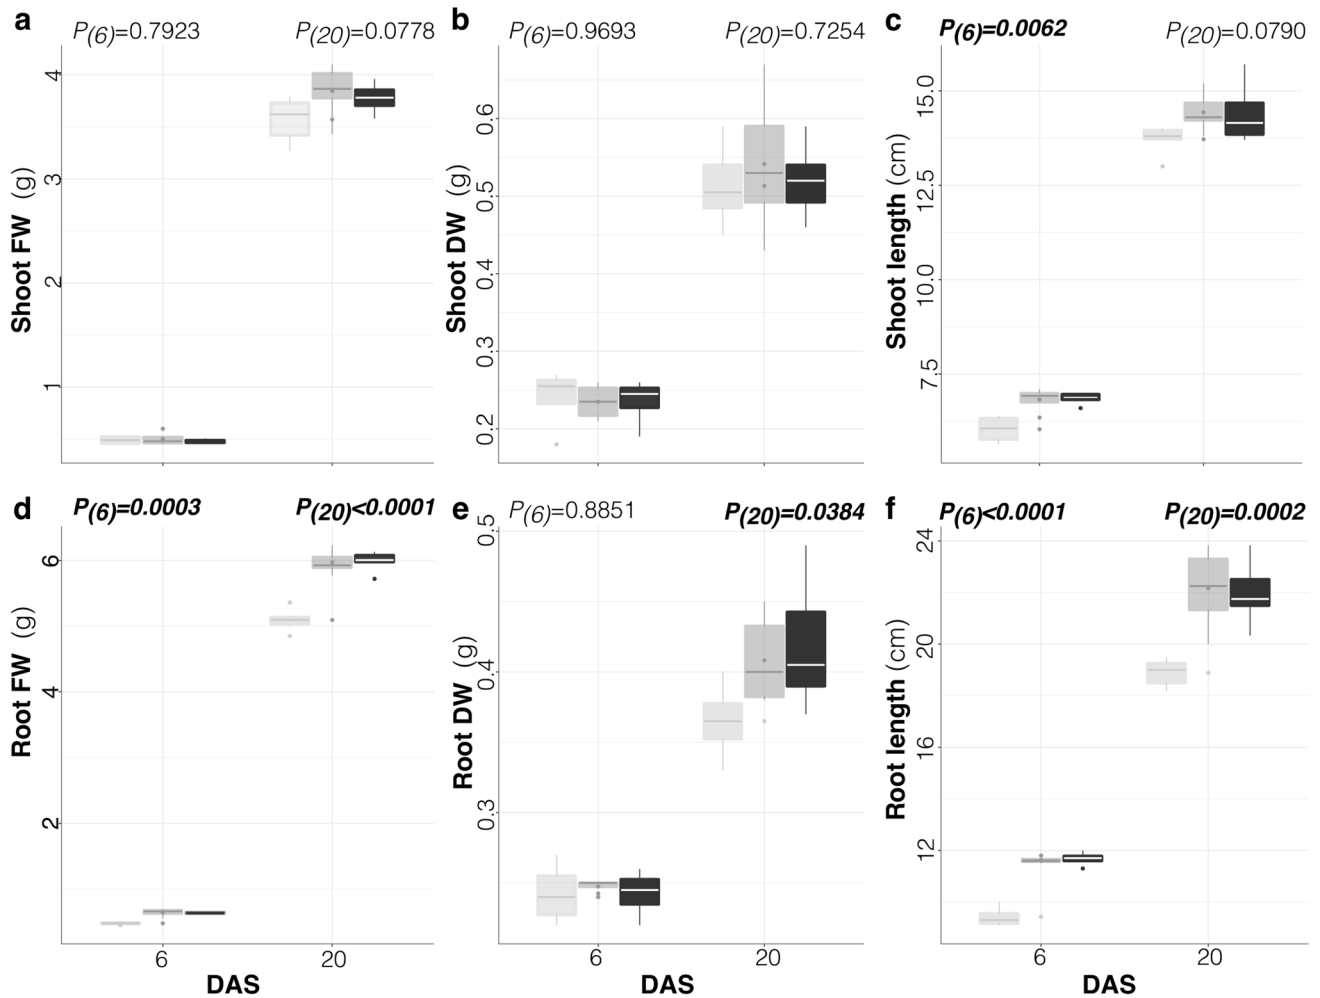 a
P(6)=0.7923
P(20)=0.0778
Shoot FW (g)
4
3
2
1
b
P(6)=0.9693
P(20)=0.7254
Shoot DW (g)
0.6
0.5
0.4
0.3
0.2
c
P(6)=0.0062
P(20)=0.0790
Shoot length (cm)
15.0
12.5
10.0
7.5
d
P(6)=0.0003
P(20)<0.0001
Root FW (g)
6
4
2
6
20
DAS
e
P(6)=0.8851
P(20)=0.0384
Root DW (g)
0.5
0.4
0.3
6
20
DAS
f
P(6)<0.0001
P(20)=0.0002
Root length (cm)
24
20
16
12
6
20
DAS